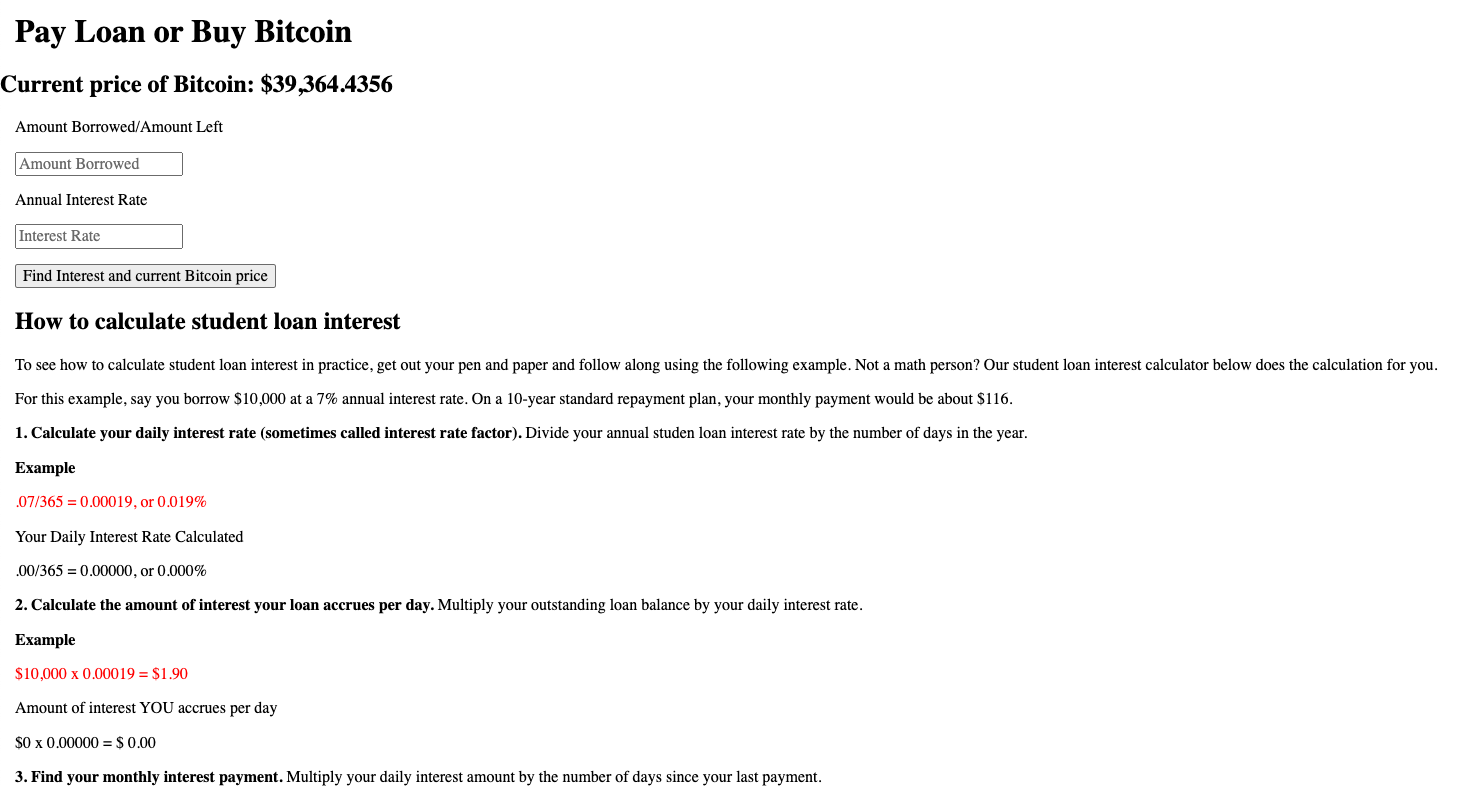 Pay Loan or Buy Bitcoin
Current price of Bitcoin: $39,364.4356
Amount Borrowed/Amount Left
Amount Borrowed
Annual Interest Rate
Interest Rate
Find Interest and current Bitcoin price
How to calculate student loan interest
To see how to calculate student loan interest in practice, get out your pen and paper and follow along using the following example. Not a math person? Our student loan interest calculator below does the calculation for you.
For this example, say you borrow $10,000 at a 7% annual interest rate. On a 10-year standard repayment plan, your monthly payment would be about $116.
1. Calculate your daily interest rate (sometimes called interest rate factor). Divide your annual studen loan interest rate by the number of days in the year.
Example
.07/365 = 0.00019, or 0.019%
Your Daily Interest Rate Calculated
.00/365 = 0.00000, or 0.000%
2. Calculate the amount of interest your loan accrues per day. Multiply your outstanding loan balance by your daily interest rate.
Example
$10,000 x 0.00019 = $1.90
Amount of interest YOU accrues per day
$0 x 0.00000 = $ 0.00
3. Find your monthly interest payment. Multiply your daily interest amount by the number of days since your last payment.